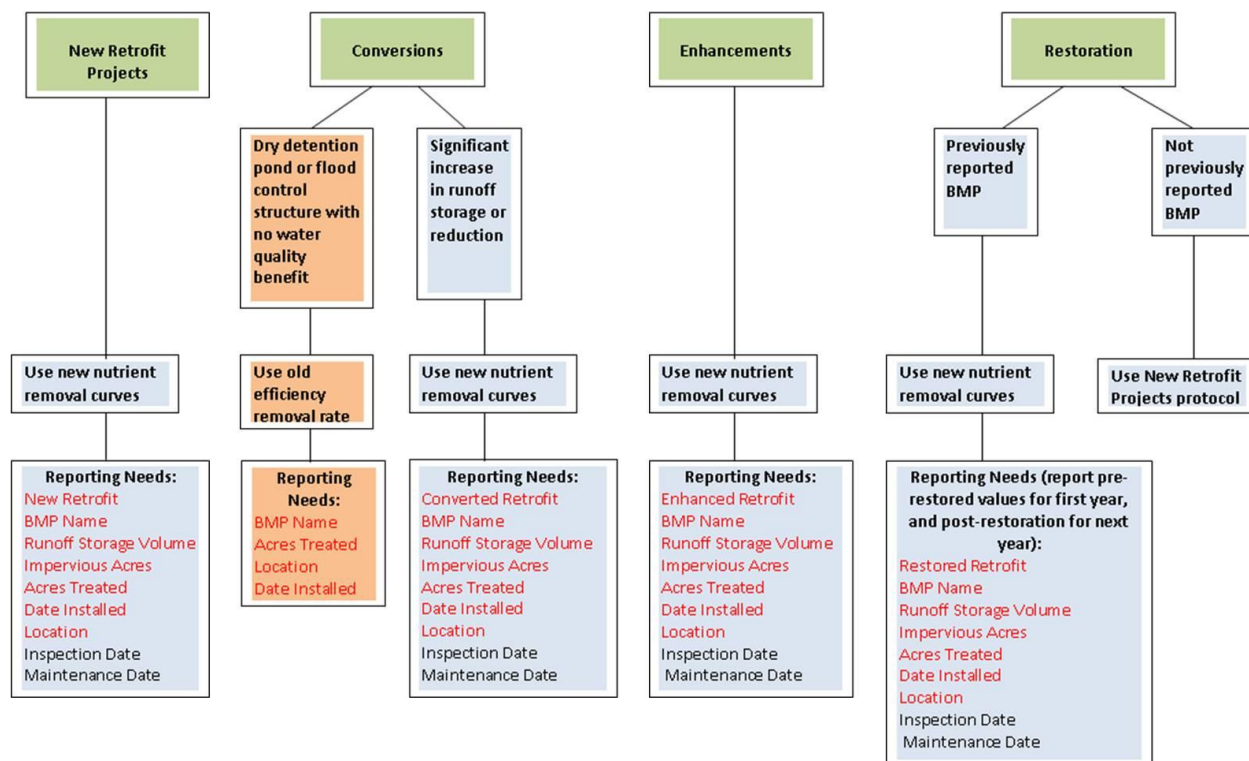 New Retrofit
Projects
Conversions
Enhancements
Restoration
Dry detention
pond or flood
control
structure with
no water
quality
benefit
Significant
increase
in runoff
storage or
reduction
Previously
reported
BMP
Not
previously
reported
BMP
Use new nutrient
removal curves
Use old
efficiency
removal rate
Use new nutrient
removal curves
Use new nutrient
removal curves
Use new nutrient
removal curves
Use New Retrofit
Projects protocol
Reporting Needs:
New Retrofit
BMP Name
Runoff Storage Volume
Impervious Acres
Acres Treated
Date Installed
Location
Inspection Date
Maintenance Date
Reporting
Needs:
BMP Name
Acres Treated
Location
Date Installed
Reporting Needs:
Converted Retrofit
BMP Name
Runoff Storage Volume
Impervious Acres
Acres Treated
Date Installed
Location
Inspection Date
Maintenance Date
Reporting Needs:
Enhanced Retrofit
BMP Name
Runoff Storage Volume
Impervious Acres
Acres Treated
Date Installed
Location
Inspection Date
Maintenance Date
Reporting Needs (report pre-
restored values for first year,
and post-restoration for next
year):
Restored Retrofit
BMP Name
Runoff Storage Volume
Impervious Acres
Acres Treated
Date Installed
Location
Inspection Date
Maintenance Date